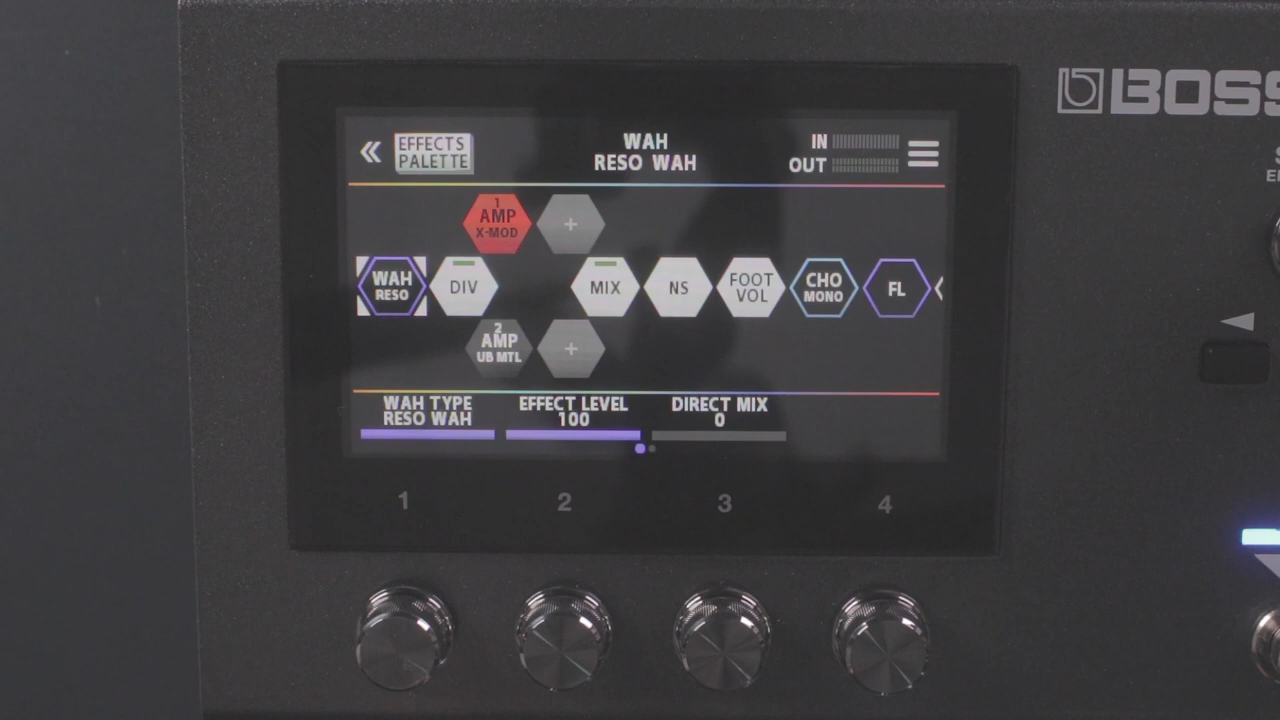 BOSS
EFFECTS
PALETTE
WAH
RESO WAH
IN
OUT
1
AMP
X-MOD
+
WAH
RESO
DIV
MIX
NS
FOOT
VOL
CHO
MONO
FL
2
AMP
UB MTL
+
WAH TYPE
RESO WAH
EFFECT LEVEL
100
DIRECT MIX
0
1
2
3
4